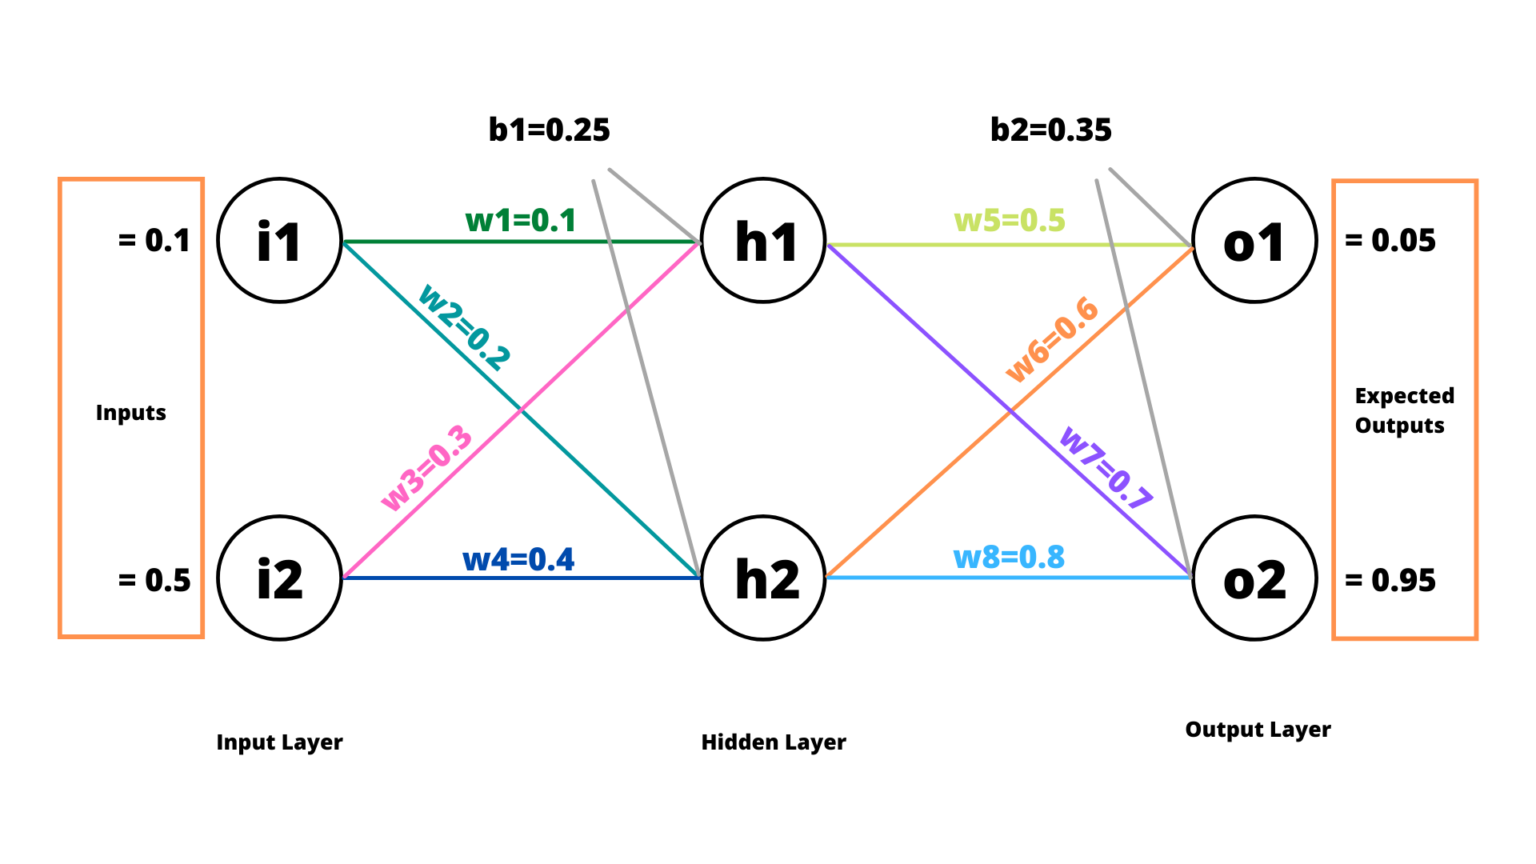 b1=0.25
b2=0.35
= 0.1
i1
w1=0.1
h1
w5=0.5
o1
= 0.05
w2=0.2
w6=0.6
Inputs
Expected
Outputs
w3=0.3
w7=0.7
= 0.5
i2
w4=0.4
h2
w8=0.8
o2
= 0.95
Input Layer
Hidden Layer
Output Layer